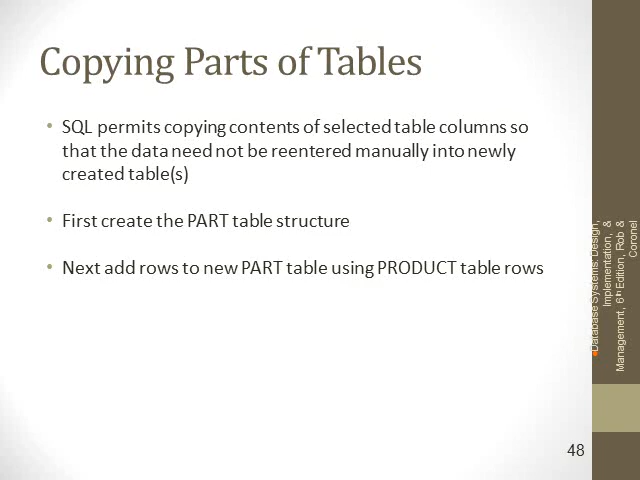 Copying Parts of Tables
• SQL permits copying contents of selected table columns so
that the data need not be reentered manually into newly
created table(s)
• First create the PART table structure
• Next add rows to new PART table using PRODUCT table rows
Database Systems: Design,
Implementation, &
Management, 6th Edition, Rob &
Coronel
48